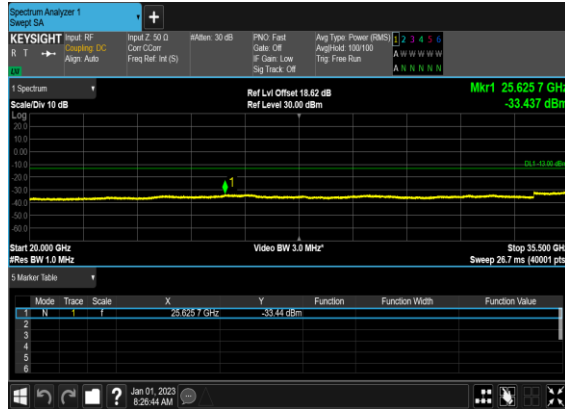 Spectrum Analyzer 1
Swept SA
+
KEYSIGHT
R T
LXI
Input: RF
Coupling: DC
Align: Auto
Input Z: 50 Ω
Corr CCorr
Freq Ref: Int (S)
#Atten: 30 dB
PNO: Fast
Gate: Off
IF Gain: Low
Sig Track: Off
Avg Type: Power (RMS)
Avg|Hold: 100/100
Trig: Free Run
1 2 3 4 5 6
A W W W W W
A N N N N N
1 Spectrum
Scale/Div 10 dB
Ref Lvl Offset 18.62 dB
Ref Level 30.00 dBm
Mkr1 25.625 7 GHz
-33.437 dBm
Log
20.0
10.0
0.00
-10.0
-20.0
-30.0
-40.0
-50.0
-60.0
DL1 -13.00 dBm
1
Start 20.000 GHz
#Res BW 1.0 MHz
Video BW 3.0 MHz*
Stop 35.500 GHz
Sweep 26.7 ms (40001 pts)
5 Marker Table
Mode Trace Scale X Y Function Function Width Function Value
1 N 1 f 25.625 7 GHz -33.44 dBm
2
3
4
5
6
?
Jan 01, 2023
8:26:44 AM